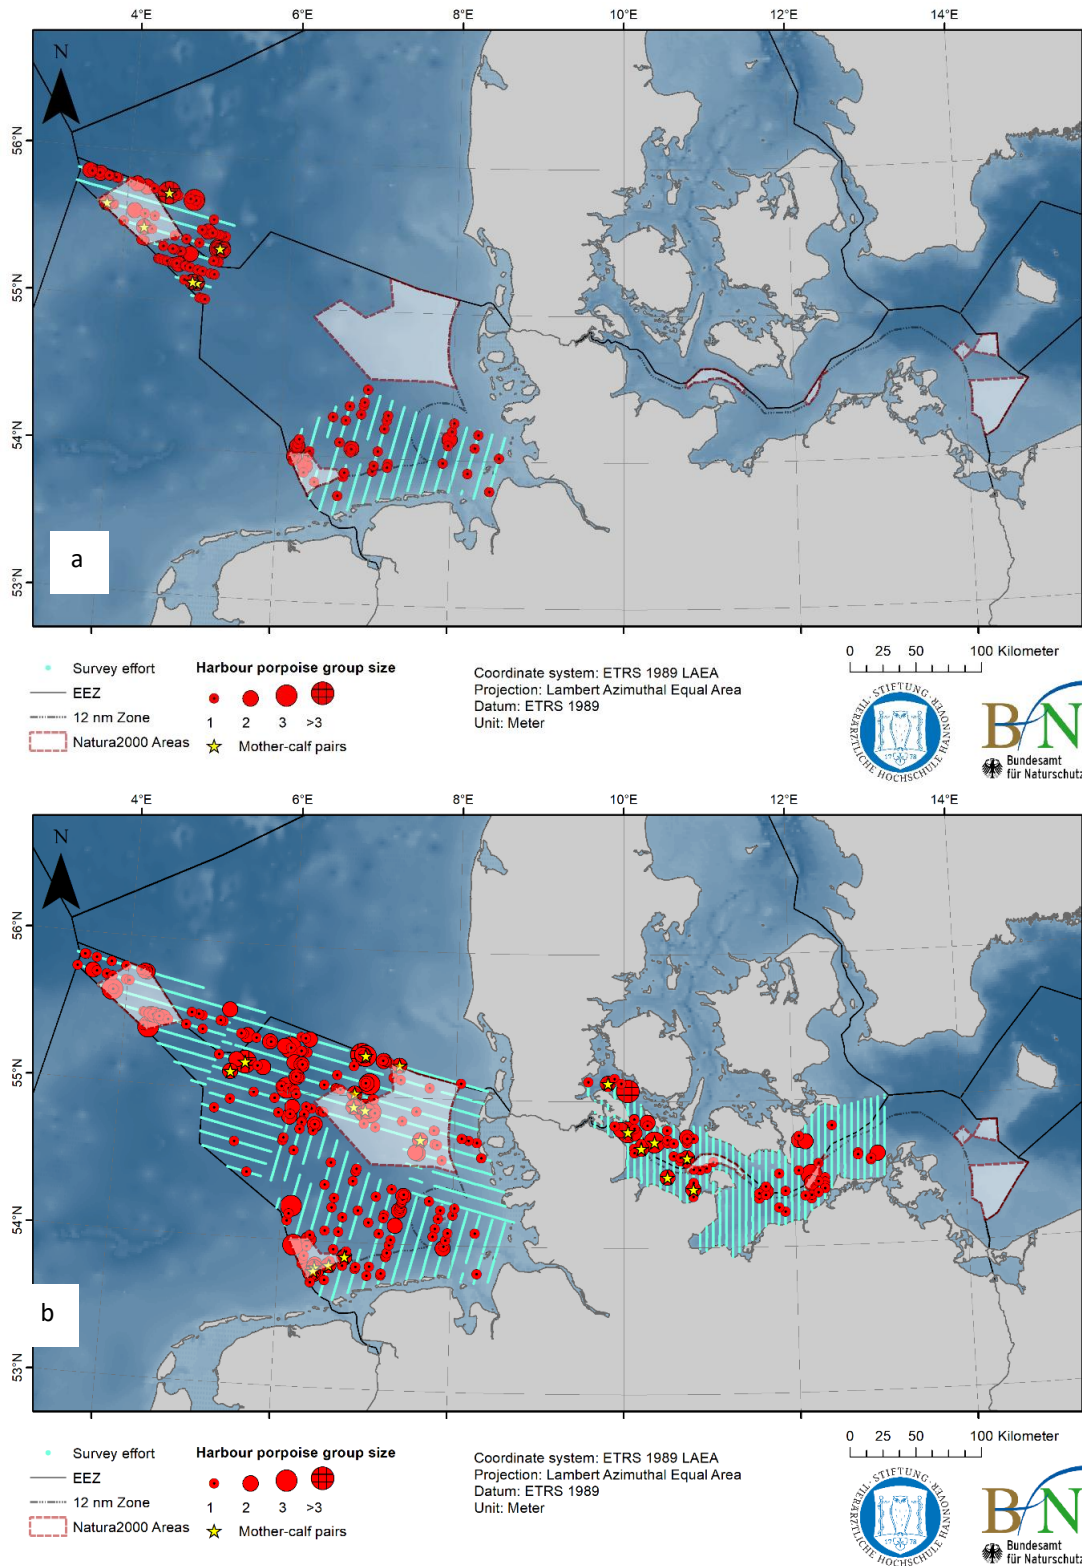 4°E 6°E 8°E 10°E 12°E 14°E
N
56°N
55°N
54°N
53°N
a
4°E 6°E 8°E 10°E 12°E 14°E
Survey effort
EEZ
12 nm Zone
Natura2000 Areas
Harbour porpoise group size
1 2 3 >3
Mother-calf pairs
Coordinate system: ETRS 1989 LAEA
Projection: Lambert Azimuthal Equal Area
Datum: ETRS 1989
Unit: Meter
0 25 50 100 Kilometer
STIFTUNG · TIERÄRZTLICHE HOCHSCHULE HANNOVER
1778
BfN
Bundesamt
für Naturschutz
N
56°N
55°N
54°N
53°N
b
Survey effort
EEZ
12 nm Zone
Natura2000 Areas
Harbour porpoise group size
1 2 3 >3
Mother-calf pairs
Coordinate system: ETRS 1989 LAEA
Projection: Lambert Azimuthal Equal Area
Datum: ETRS 1989
Unit: Meter
0 25 50 100 Kilometer
STIFTUNG · TIERÄRZTLICHE HOCHSCHULE HANNOVER
1778
BfN
Bundesamt
für Naturschutz